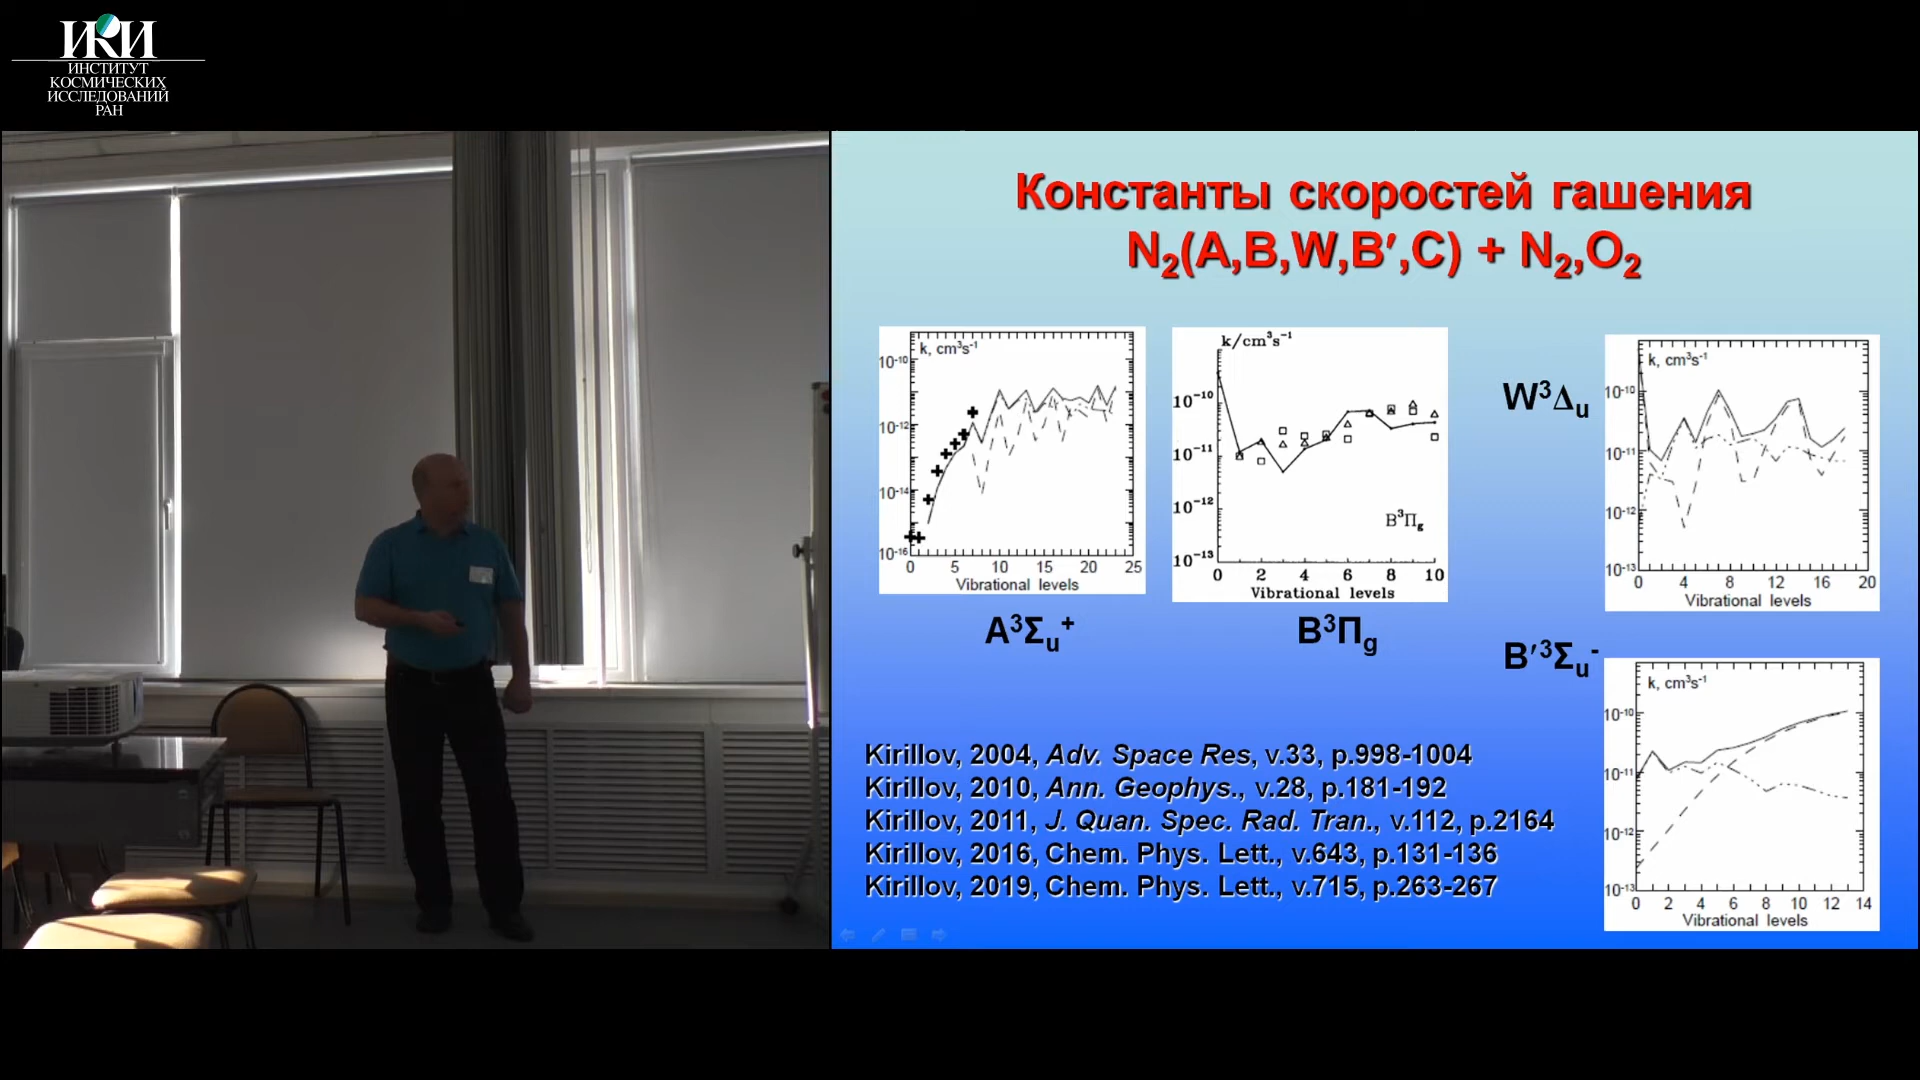 ИКИ
ИНСТИТУТ
КОСМИЧЕСКИХ
ИССЛЕДОВАНИЙ
РАН
Константы скоростей гашения
N₂(A,B,W,B′,C) + N₂,O₂
k, cm³s⁻¹
10⁻¹⁰
10⁻¹²
10⁻¹⁴
10⁻¹⁶
0 5 10 15 20 25
Vibrational levels
A³Σᵤ⁺
k/cm³s⁻¹
10⁻¹⁰
10⁻¹¹
10⁻¹²
10⁻¹³
B³Πg
0 2 4 6 8 10
Vibrational levels
B³Πg
W³Δᵤ
k, cm³s⁻¹
10⁻¹⁰
10⁻¹¹
10⁻¹²
10⁻¹³
0 4 8 12 16 20
Vibrational levels
B′³Σᵤ⁻
k, cm³s⁻¹
10⁻¹⁰
10⁻¹¹
10⁻¹²
10⁻¹³
0 2 4 6 8 10 12 14
Vibrational levels
Kirillov, 2004, Adv. Space Res, v.33, p.998-1004
Kirillov, 2010, Ann. Geophys., v.28, p.181-192
Kirillov, 2011, J. Quan. Spec. Rad. Tran., v.112, p.2164
Kirillov, 2016, Chem. Phys. Lett., v.643, p.131-136
Kirillov, 2019, Chem. Phys. Lett., v.715, p.263-267